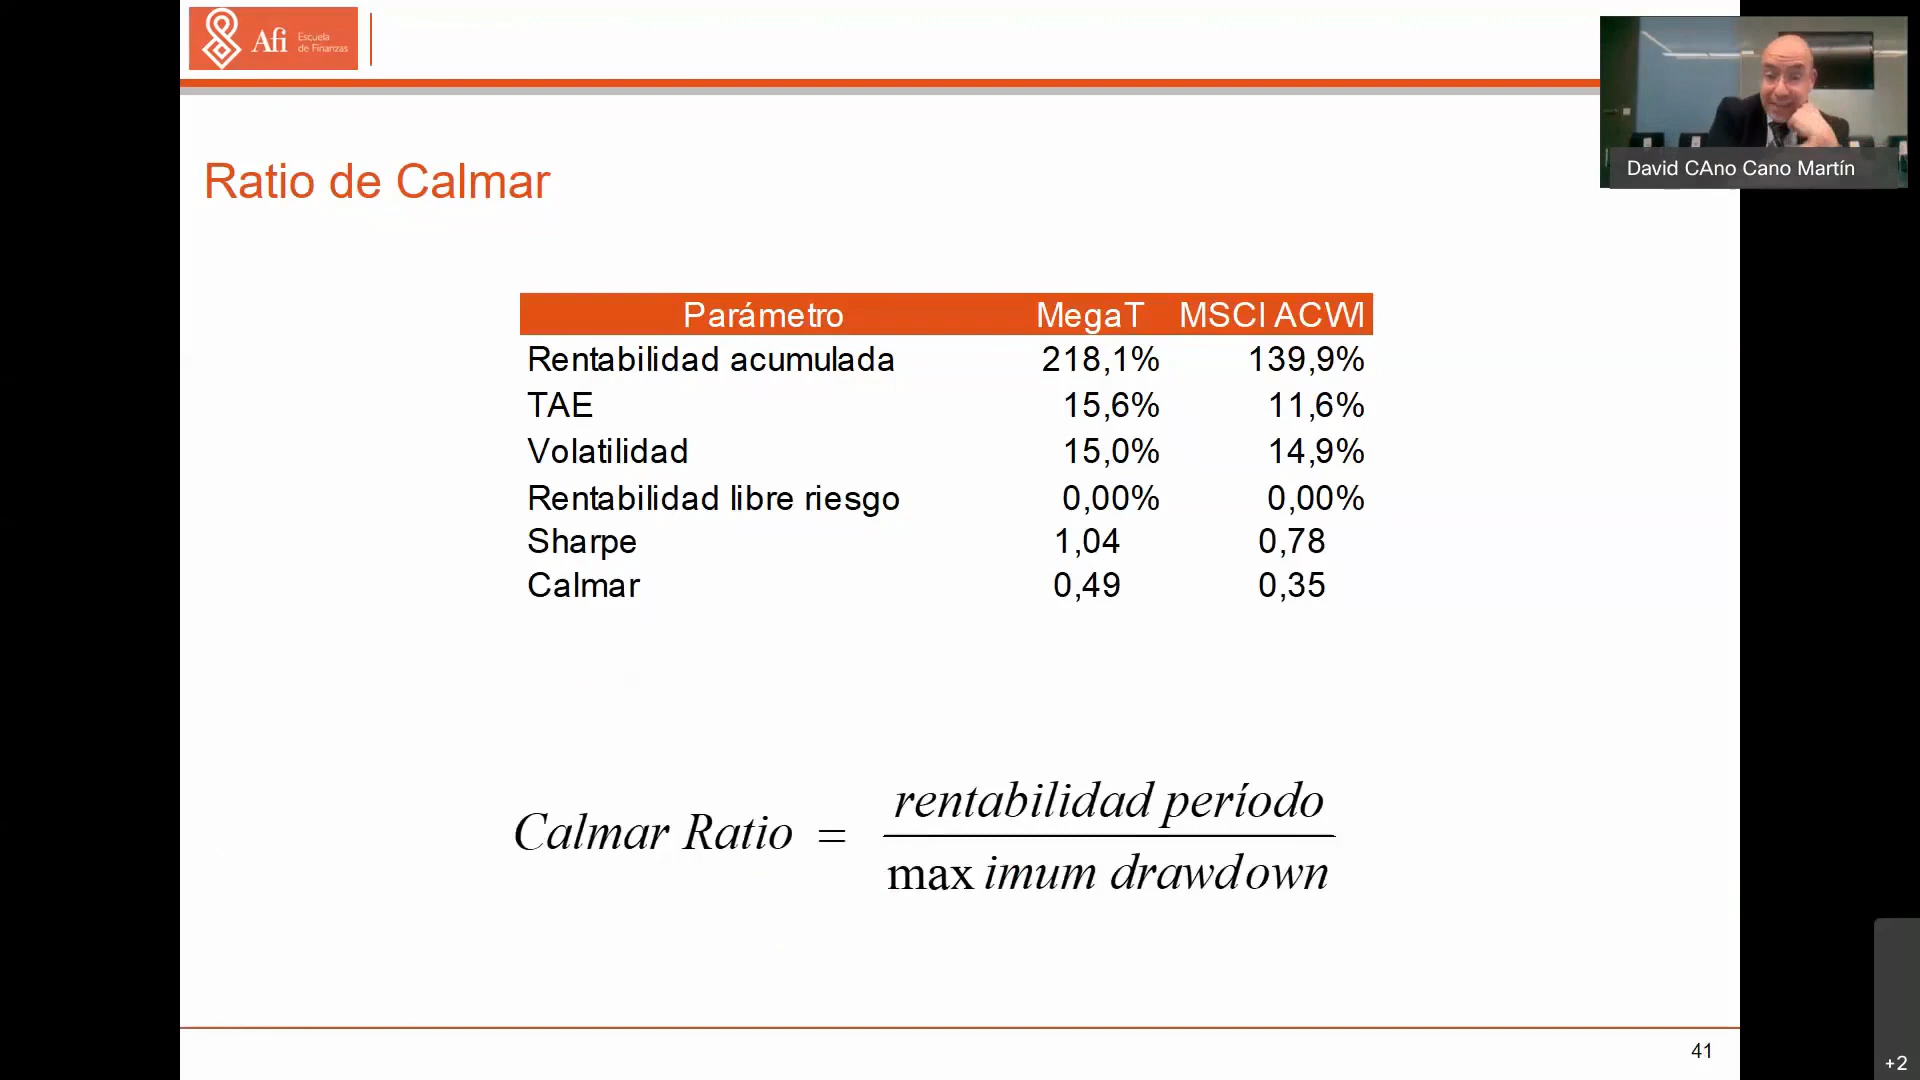 Afi Escuela
de Finanzas
David CAno Cano Martín
Ratio de Calmar
Parámetro MegaT MSCI ACWI
Rentabilidad acumulada 218,1% 139,9%
TAE 15,6% 11,6%
Volatilidad 15,0% 14,9%
Rentabilidad libre riesgo 0,00% 0,00%
Sharpe 1,04 0,78
Calmar 0,49 0,35
rentabilidad período
Calmar Ratio =
max imum drawdown
41
+2